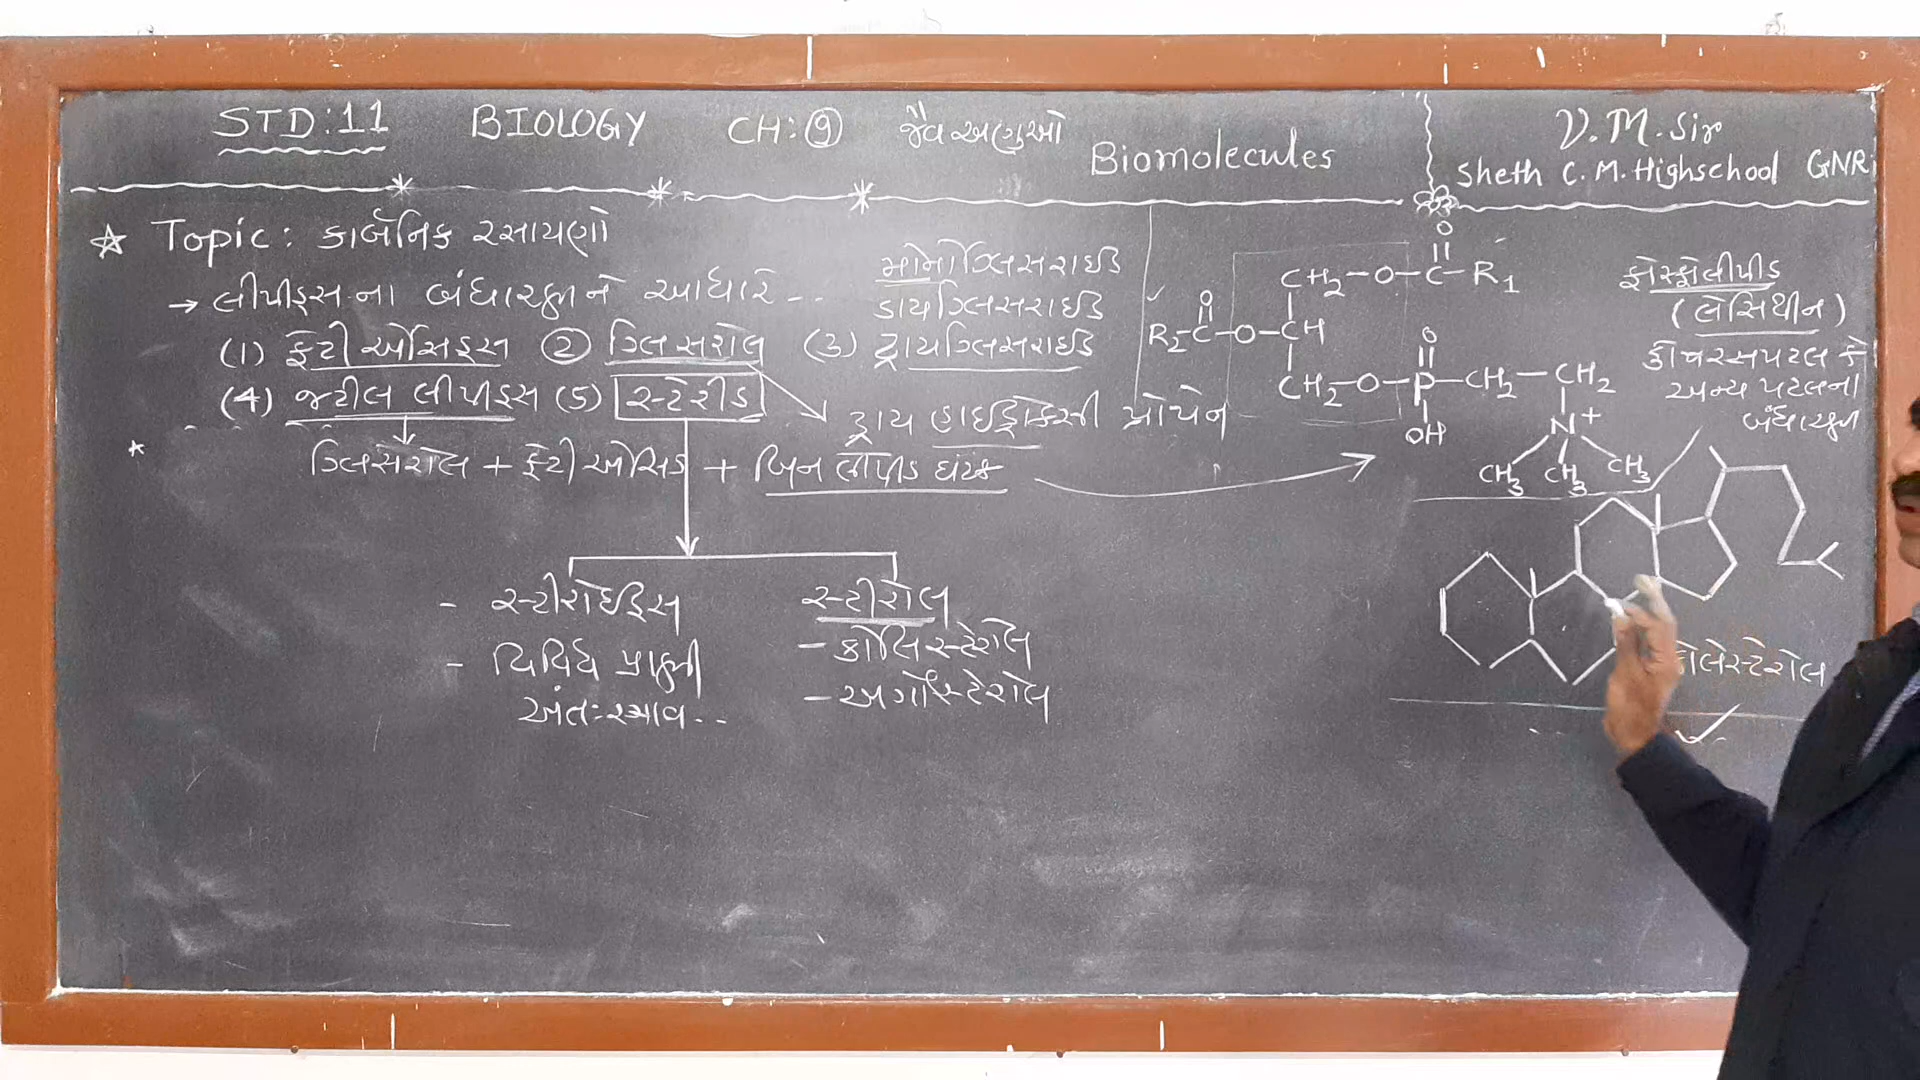 STD:11 BIOLOGY CH:9 જૈવઅણુઓ Biomolecules
V.M.Sir
Sheth C.M.Highschool GNR
Topic: કાર્બનિક રસાયણો
→ લીપીડ્સના બંધારણને આધારે..
(1) ફેટી એસિડ્સ (2) ગ્લિસરોલ (3) ટ્રાયગ્લિસરાઇડ
મોનોગ્લિસરાઇડ
ડાયગ્લિસરાઇડ
(4) જટીલ લીપીડ્સ (5) સ્ટેરોઈડ
ટ્રાય હાઇડ્રોક્સી પ્રોપેન
ગ્લિસરોલ + ફેટી એસિડ + બિન લીપીડ ઘટક
- સ્ટીરોઇડ્સ
- વિવિધ પ્રાણી
અંતઃસ્ત્રાવ..
સ્ટીરોલ
- કોલિસ્ટેરોલ
- અર્ગોસ્ટેરોલ
O
CH2-O-C-R1
O
R2-C-O-CH
O
CH2-O-P-CH2-CH2
OH N+
CH3 CH3 CH3
ફોસ્ફોલીપીડ
(લેસિથીન)
કોષરસપટલ કે
અન્ય પટલના
બંધારણ
કોલેસ્ટેરોલ